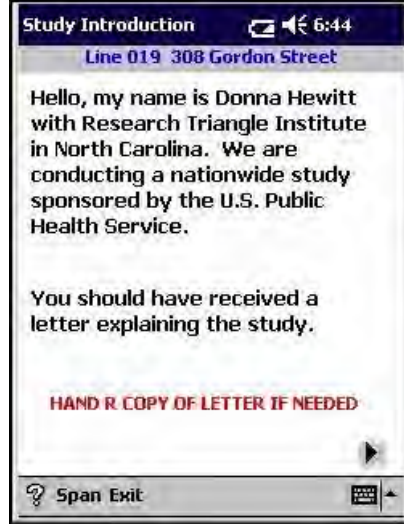 Study Introduction 6:44
Line 019 308 Gordon Street
Hello, my name is Donna Hewitt
with Research Triangle Institute
in North Carolina. We are
conducting a nationwide study
sponsored by the U.S. Public
Health Service.
You should have received a
letter explaining the study.
HAND R COPY OF LETTER IF NEEDED
Span Exit